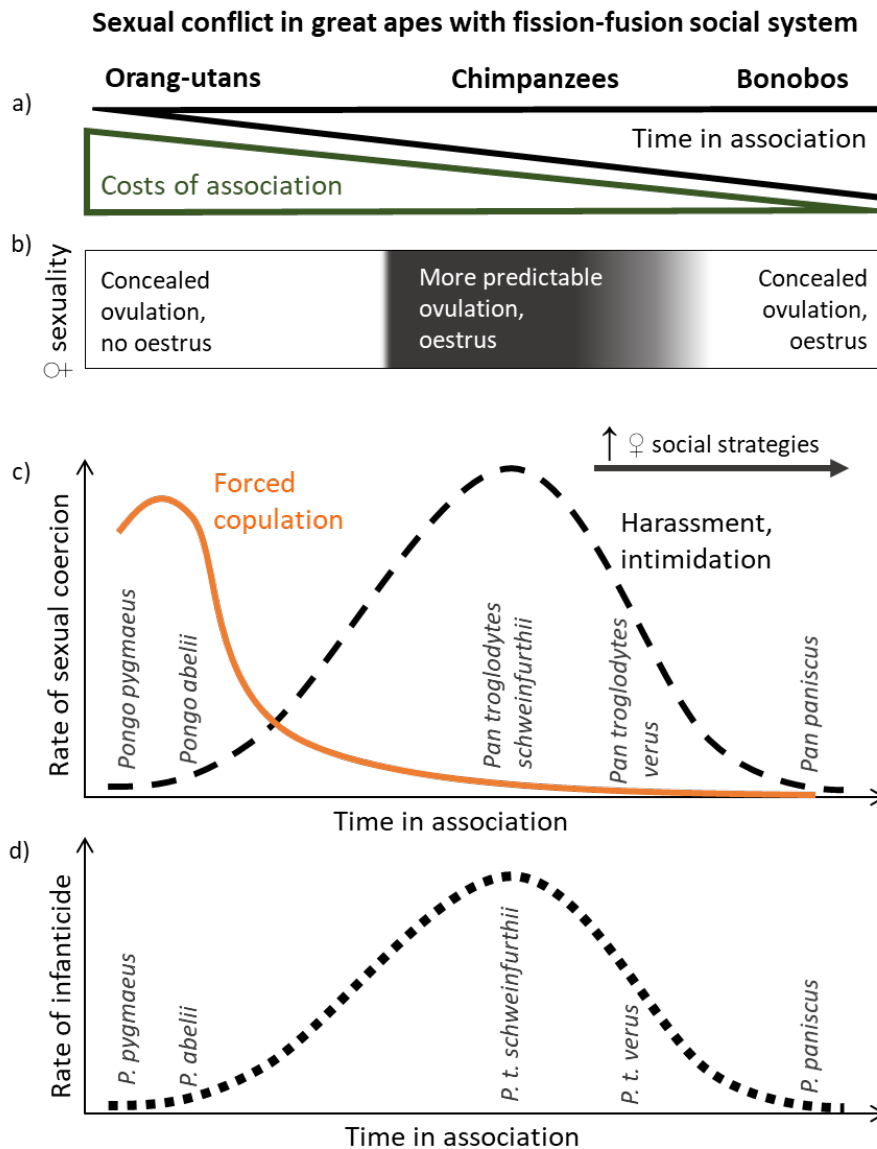 Sexual conflict in great apes with fission-fusion social system
Orang-utans
Chimpanzees
Bonobos
a)
Time in association
Costs of association
b)
♀ sexuality
Concealed
ovulation,
no oestrus
More predictable
ovulation,
oestrus
Concealed
ovulation,
oestrus
c)
↑ ♀ social strategies
Forced
copulation
Harassment,
intimidation
Rate of sexual coercion
Pongo pygmaeus
Pongo abelii
Pan troglodytes
schweinfurthii
Pan troglodytes
verus
Pan paniscus
Time in association
d)
Rate of infanticide
P. pygmaeus
P. abelii
P. t. schweinfurthii
P. t. verus
P. paniscus
Time in association